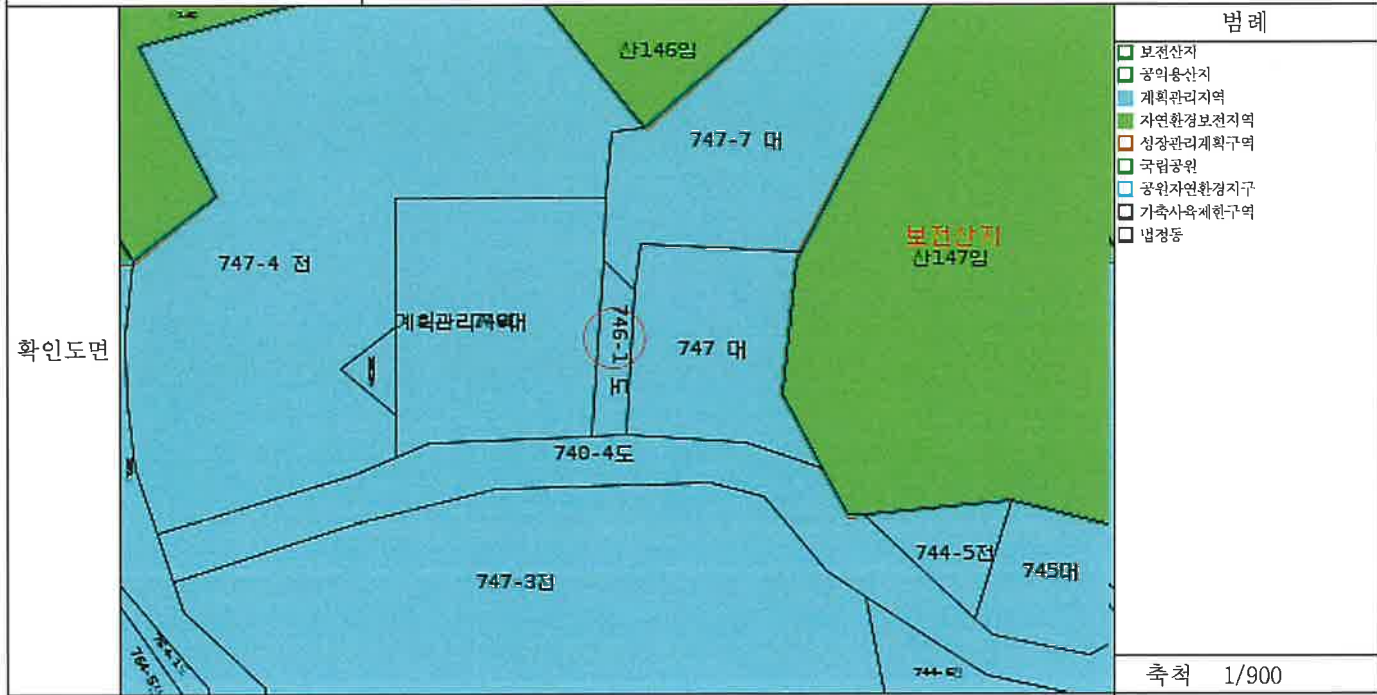 확인도면
산146임
747-7 대
747-4 전
보전산지
산147임
계획관리지역
746-1 도
747 대
740-4도
747-3전
744-5전
745대
범례
보전산지
공익용산지
계획관리지역
자연환경보전지역
성장관리계획구역
국립공원
공원자연환경지구
가축사육제한구역
법정동
축척 1/900